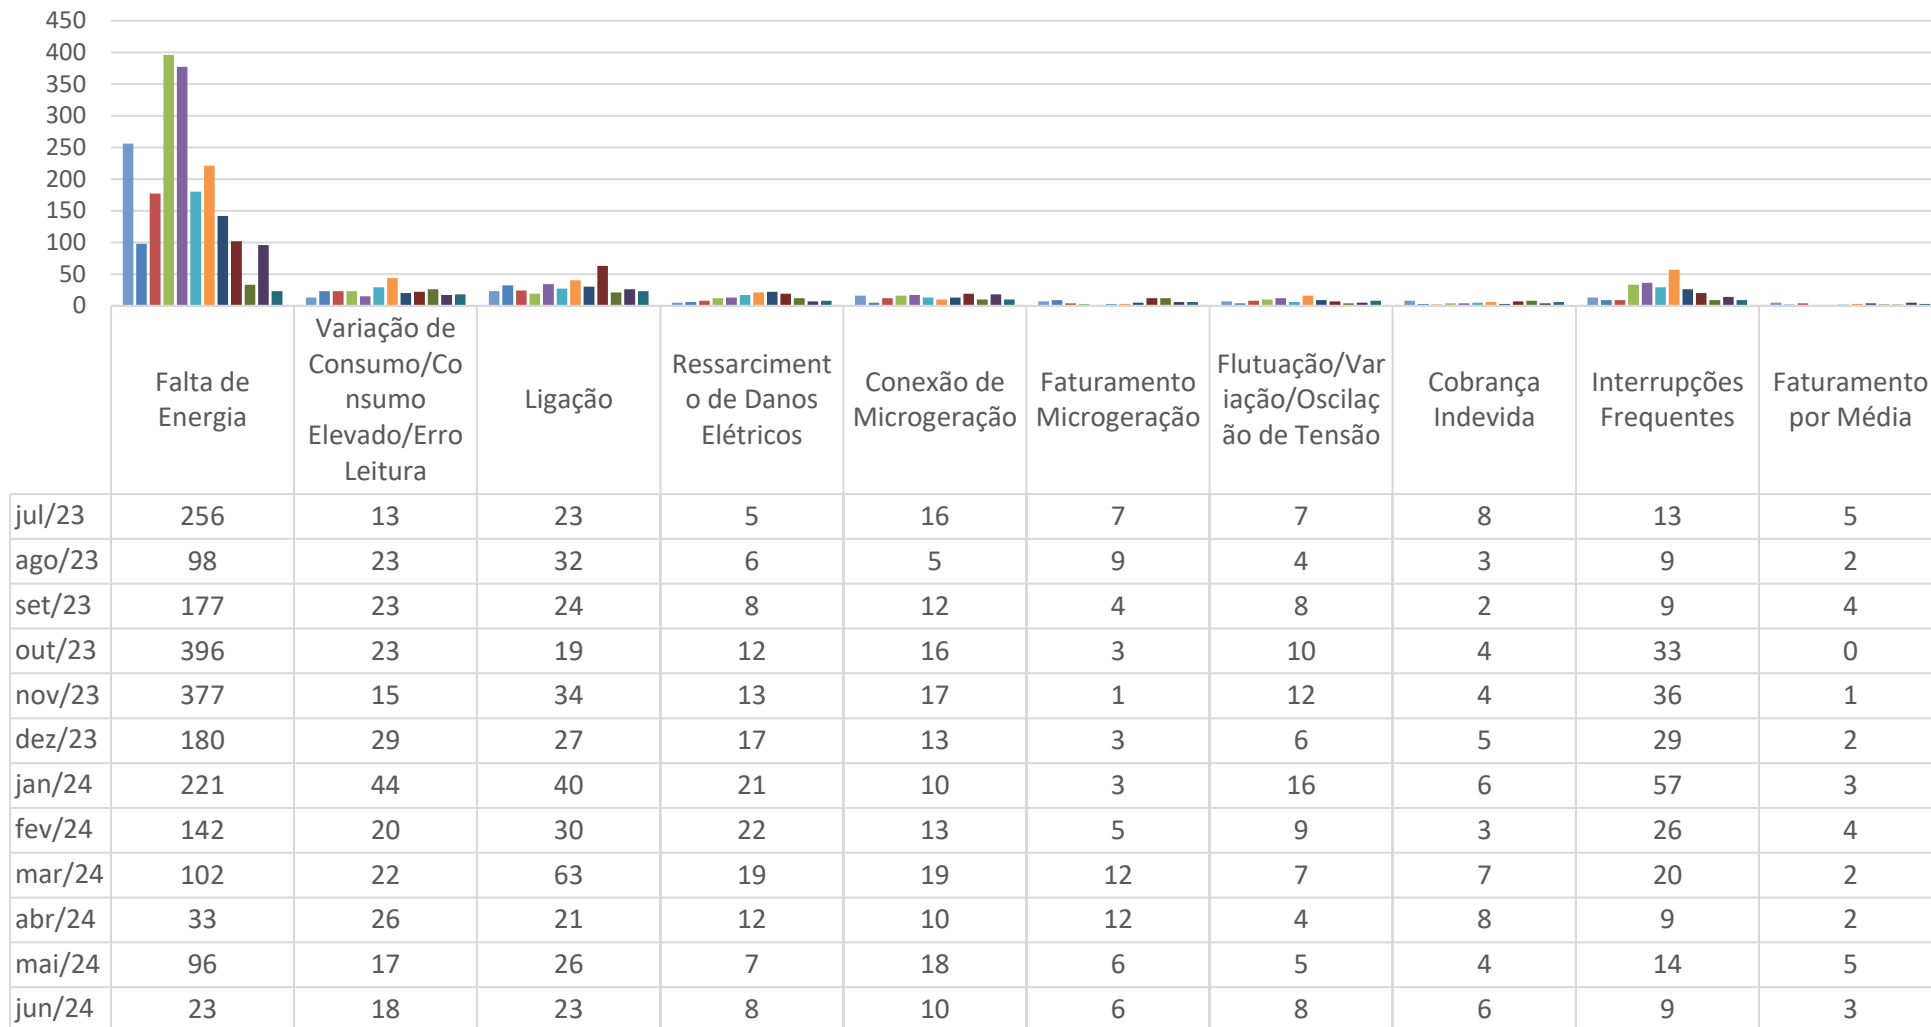 450
400
350
300
250
200
150
100
50
0
Falta de
Energia
Variação de
Consumo/Co
nsumo
Elevado/Erro
Leitura
Ligação
Ressarciment
o de Danos
Elétricos
Conexão de
Microgeração
Faturamento
Microgeração
Flutuação/Var
iação/Oscilaç
ão de Tensão
Cobrança
Indevida
Interrupções
Frequentes
Faturamento
por Média
jul/23 256 13 23 5 16 7 7 8 13 5
ago/23 98 23 32 6 5 9 4 3 9 2
set/23 177 23 24 8 12 4 8 2 9 4
out/23 396 23 19 12 16 3 10 4 33 0
nov/23 377 15 34 13 17 1 12 4 36 1
dez/23 180 29 27 17 13 3 6 5 29 2
jan/24 221 44 40 21 10 3 16 6 57 3
fev/24 142 20 30 22 13 5 9 3 26 4
mar/24 102 22 63 19 19 12 7 7 20 2
abr/24 33 26 21 12 10 12 4 8 9 2
mai/24 96 17 26 7 18 6 5 4 14 5
jun/24 23 18 23 8 10 6 8 6 9 3